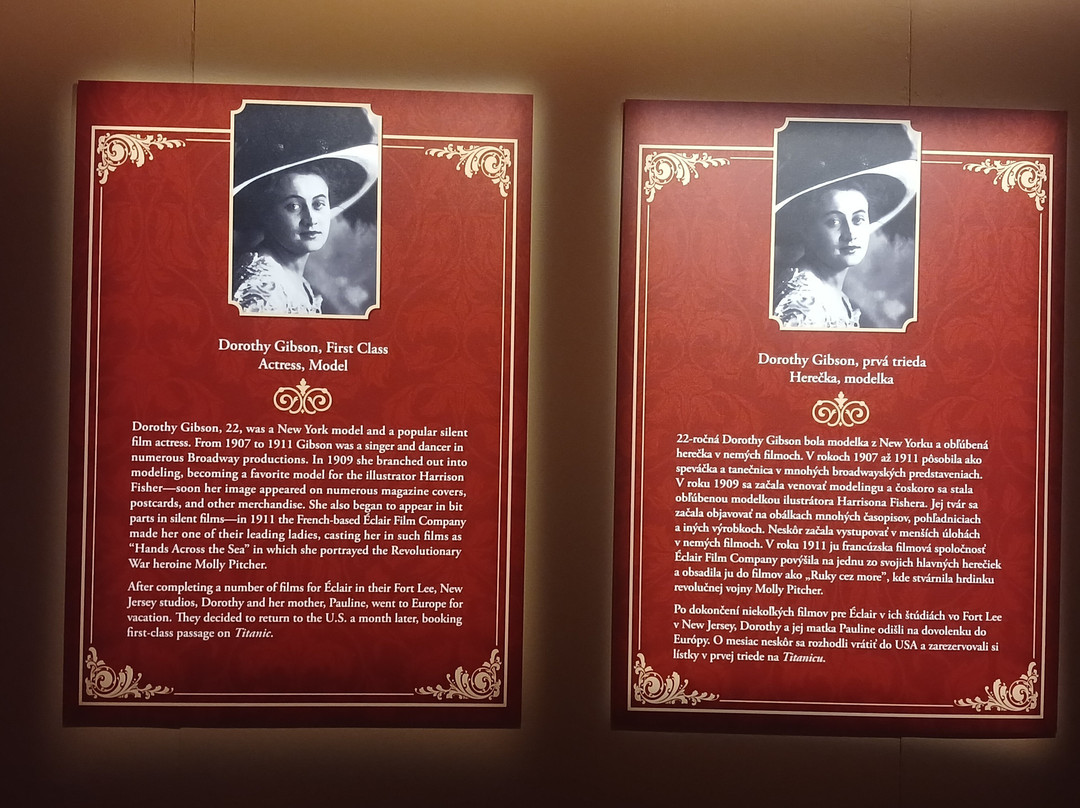 Dorothy Gibson, First Class
Actress, Model
Dorothy Gibson, 22, was a New York model and a popular silent
film actress. From 1907 to 1911 Gibson was a singer and dancer in
numerous Broadway productions. In 1909 she branched out into
modeling, becoming a favorite model for the illustrator Harrison
Fisher—soon her image appeared on numerous magazine covers,
postcards, and other merchandise. She also began to appear in bit
parts in silent films—in 1911 the French-based Éclair Film Company
made her one of their leading ladies, casting her in such films as
“Hands Across the Sea” in which she portrayed the Revolutionary
War heroine Molly Pitcher.
After completing a number of films for Éclair in their Fort Lee, New
Jersey studios, Dorothy and her mother, Pauline, went to Europe for
vacation. They decided to return to the U.S. a month later, booking
first-class passage on Titanic.
Dorothy Gibson, prvá trieda
Herečka, modelka
22-ročná Dorothy Gibson bola modelka z New Yorku a obľúbená
herečka v nemých filmoch. V rokoch 1907 až 1911 pôsobila ako
speváčka a tanečnica v mnohých broadwayských predstaveniach.
V roku 1909 sa začala venovať modelingu a čoskoro sa stala
obľúbenou modelkou ilustrátora Harrisona Fishera. Jej tvár sa
začala objavovať na obálkach mnohých časopisov, pohľadniciach
a iných výrobkoch. Neskôr začala vystupovať v menších úlohách
v nemých filmoch. V roku 1911 ju francúzska filmová spoločnosť
Éclair Film Company povýšila na jednu zo svojich hlavných herečiek
a obsadila ju do filmov ako „Ruky cez more”, kde stvárnila hrdinku
revolučnej vojny Molly Pitcher.
Po dokončení niekoľkých filmov pre Éclair v ich štúdiách vo Fort Lee
v New Jersey, Dorothy a jej matka Pauline odišli na dovolenku do
Európy. O mesiac neskôr sa rozhodli vrátiť do USA a zarezervovali si
lístky v prvej triede na Titanicu.